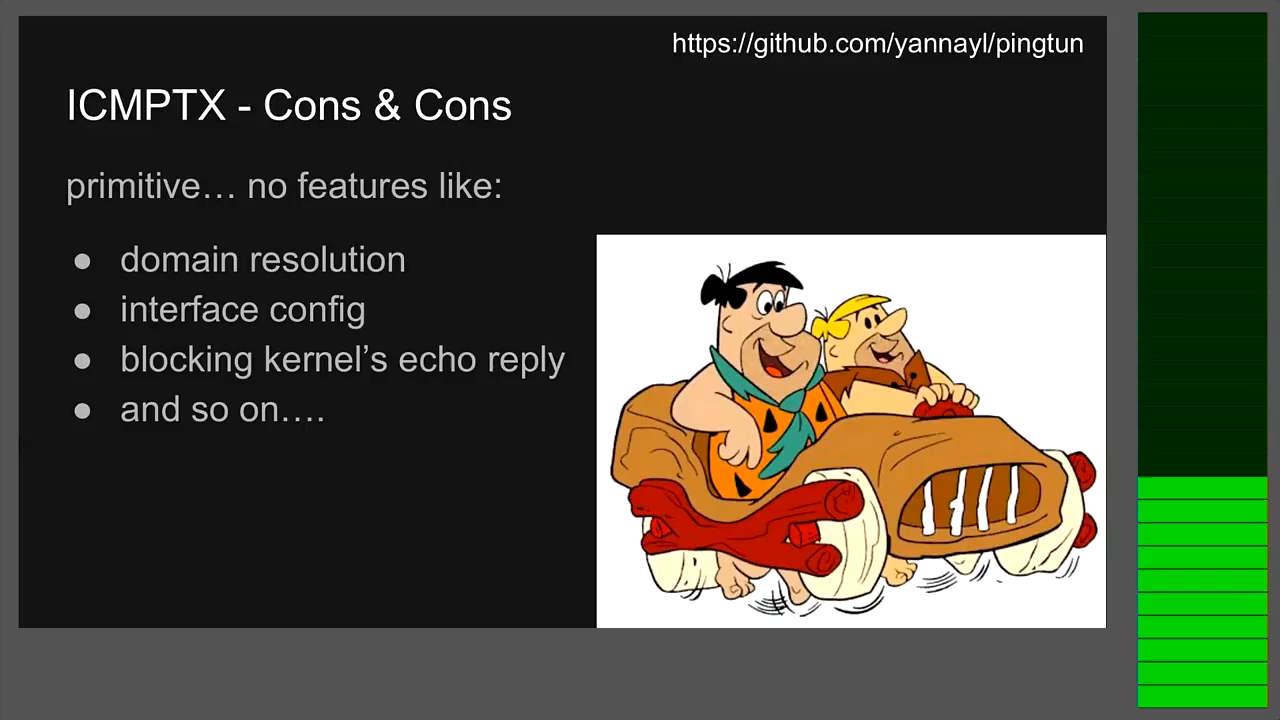 https://github.com/yannayl/pingtun
ICMPTX - Cons & Cons
primitive… no features like:
● domain resolution
● interface config
● blocking kernel’s echo reply
● and so on….